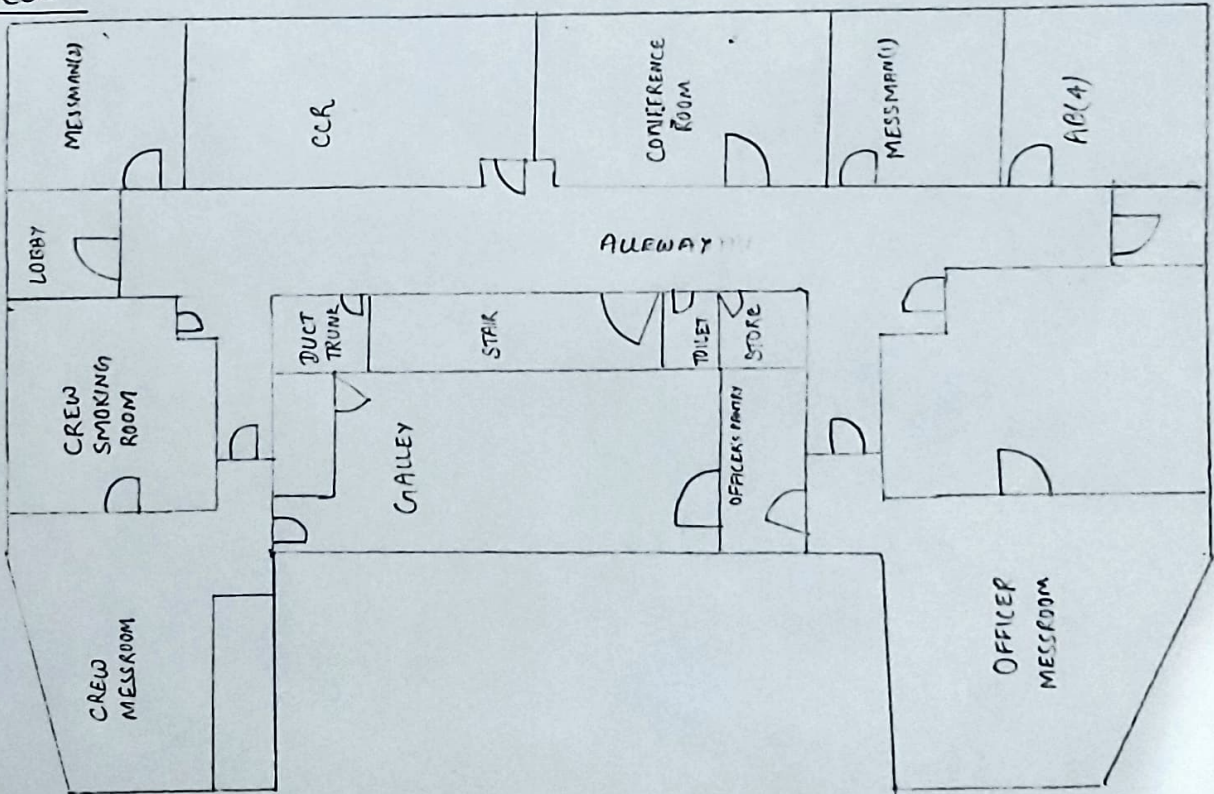 MESSMAN(2)
CCR
CONFERENCE
ROOM
MESSMAN(1)
AB(4)
LOBBY
ALLEWAY
DUCT
TRUNK
STAIR
TOILET
STORE
CREW
SMOKING
ROOM
GALLEY
OFFICER'S PANTRY
CREW
MESSROOM
OFFICER
MESSROOM